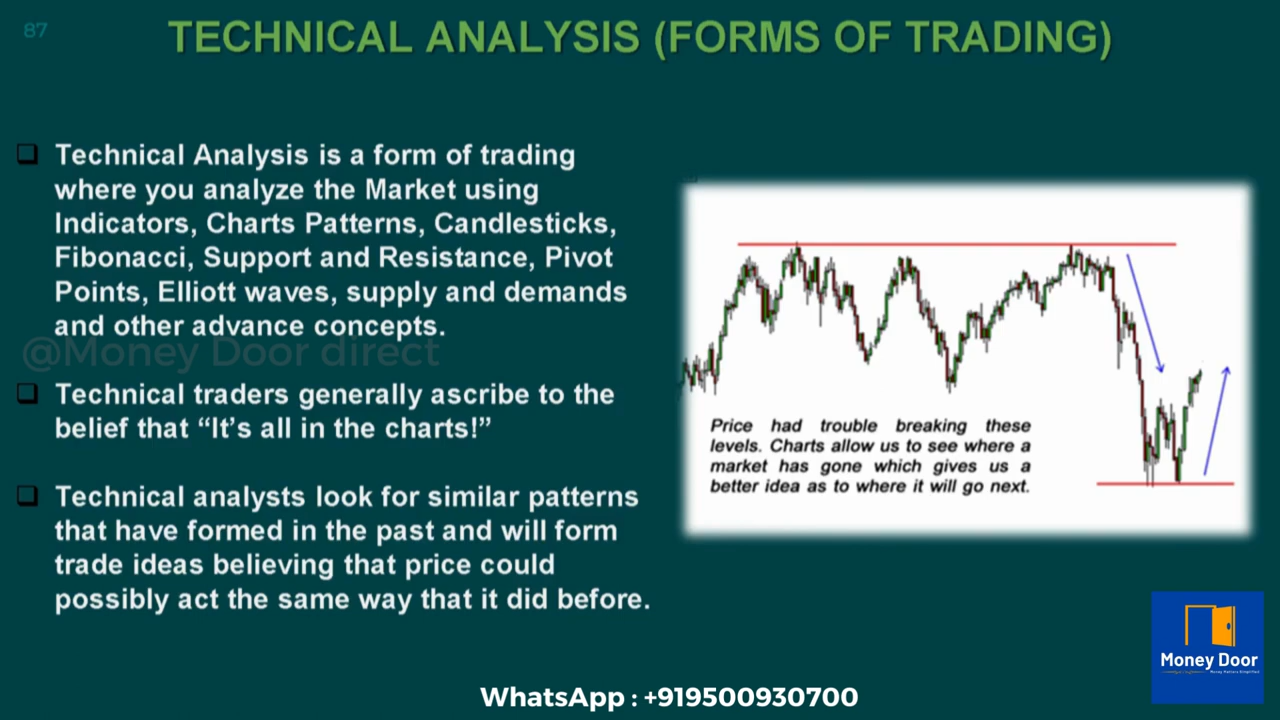 87
TECHNICAL ANALYSIS (FORMS OF TRADING)
Technical Analysis is a form of trading
where you analyze the Market using
Indicators, Charts Patterns, Candlesticks,
Fibonacci, Support and Resistance, Pivot
Points, Elliott waves, supply and demands
and other advance concepts.
@Money Door direct
Technical traders generally ascribe to the
belief that “It’s all in the charts!”
Technical analysts look for similar patterns
that have formed in the past and will form
trade ideas believing that price could
possibly act the same way that it did before.
Price had trouble breaking these
levels. Charts allow us to see where a
market has gone which gives us a
better idea as to where it will go next.
Money Door
Money Matters Simplified
WhatsApp : +919500930700